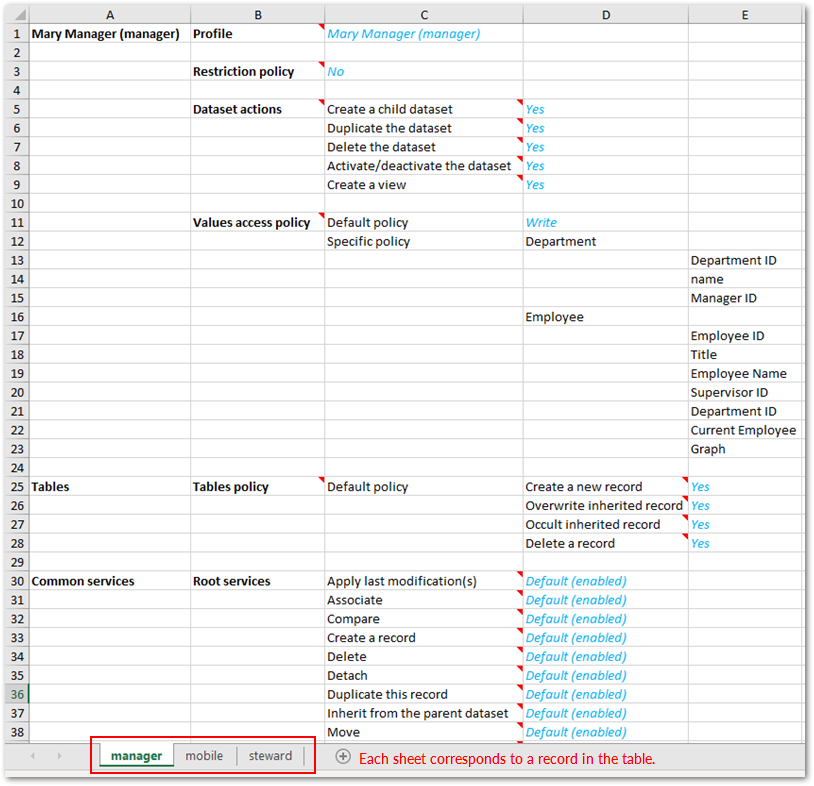 A B C D E
1 Mary Manager (manager) Profile Mary Manager (manager)
2
3 Restriction policy No
4
5 Dataset actions Create a child dataset Yes
6 Duplicate the dataset Yes
7 Delete the dataset Yes
8 Activate/deactivate the dataset Yes
9 Create a view Yes
10
11 Values access policy Default policy Write
12 Specific policy Department
13 Department ID
14 name
15 Manager ID
16 Employee
17 Employee ID
18 Title
19 Employee Name
20 Supervisor ID
21 Department ID
22 Current Employee
23 Graph
24
25 Tables Tables policy Default policy Create a new record Yes
26 Overwrite inherited record Yes
27 Occult inherited record Yes
28 Delete a record Yes
29
30 Common services Root services Apply last modification(s) Default (enabled)
31 Associate Default (enabled)
32 Compare Default (enabled)
33 Create a record Default (enabled)
34 Delete Default (enabled)
35 Detach Default (enabled)
36 Duplicate this record Default (enabled)
37 Inherit from the parent dataset Default (enabled)
38 Move Default (enabled)
manager mobile steward Each sheet corresponds to a record in the table.